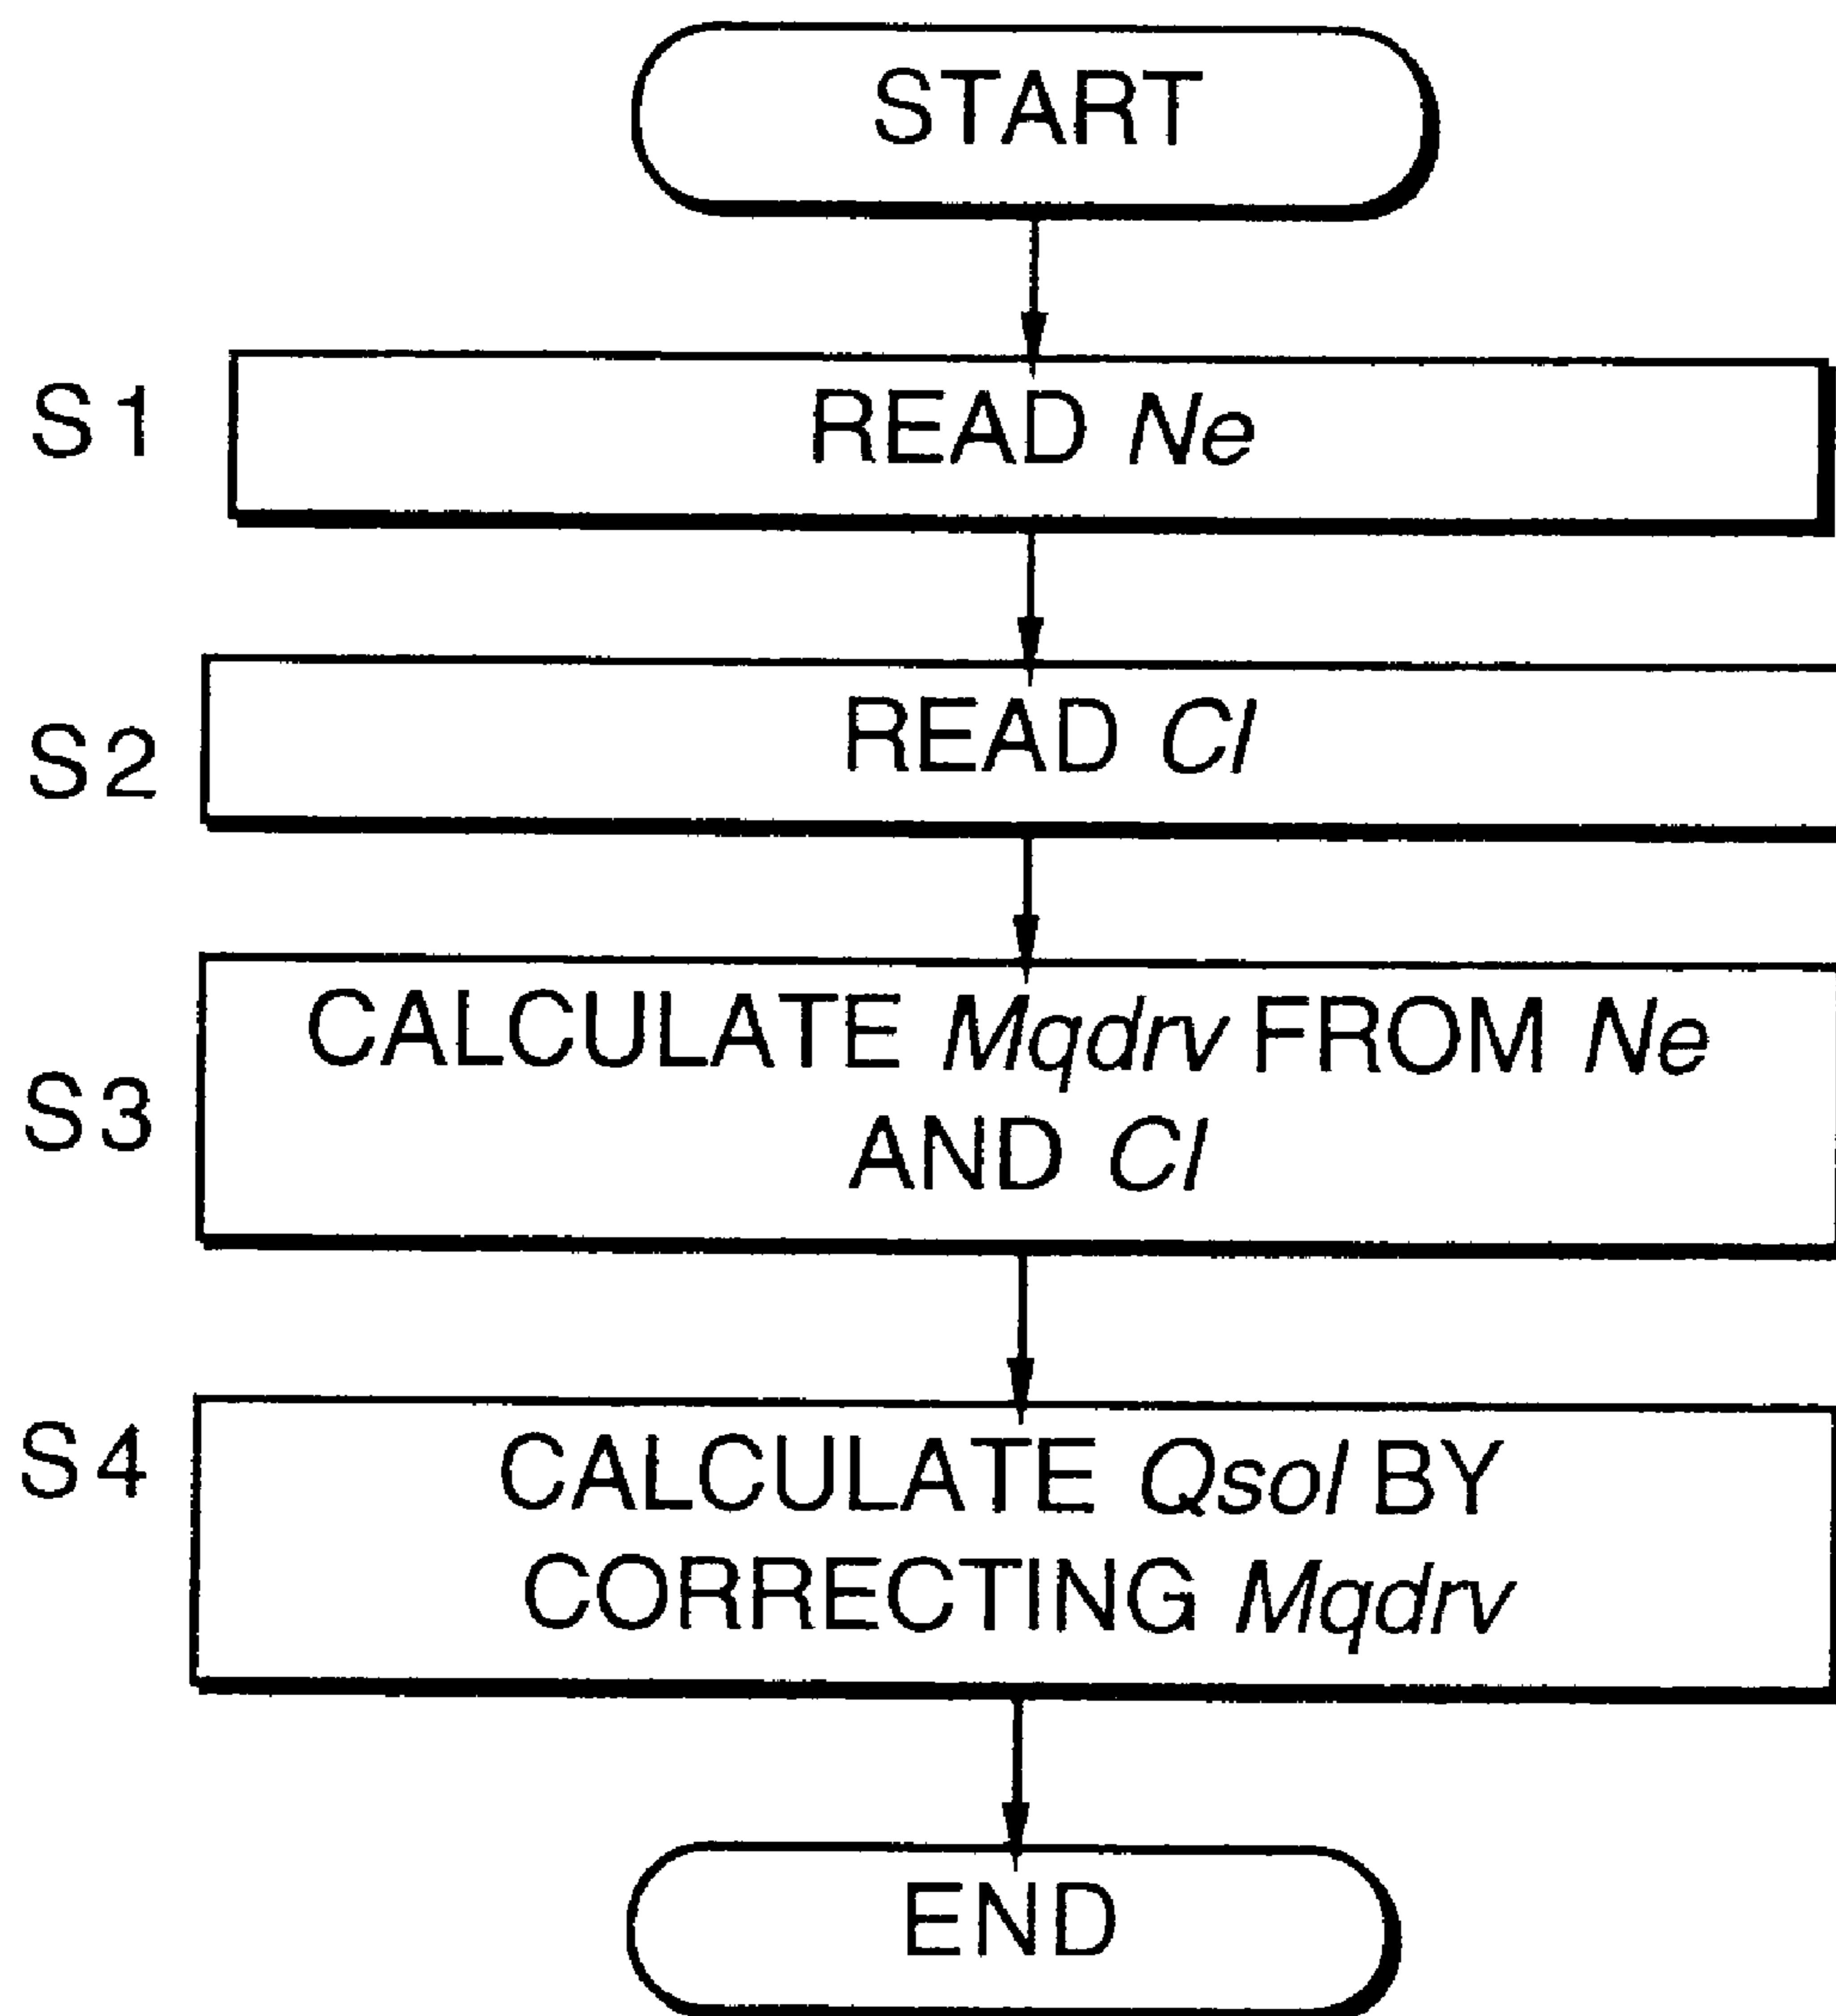 START
S1
READ Ne
S2
READ Cl
S3
CALCULATE Mqdrv FROM Ne
AND Cl
S4
CALCULATE Qsol BY
CORRECTING Mqdrv
END